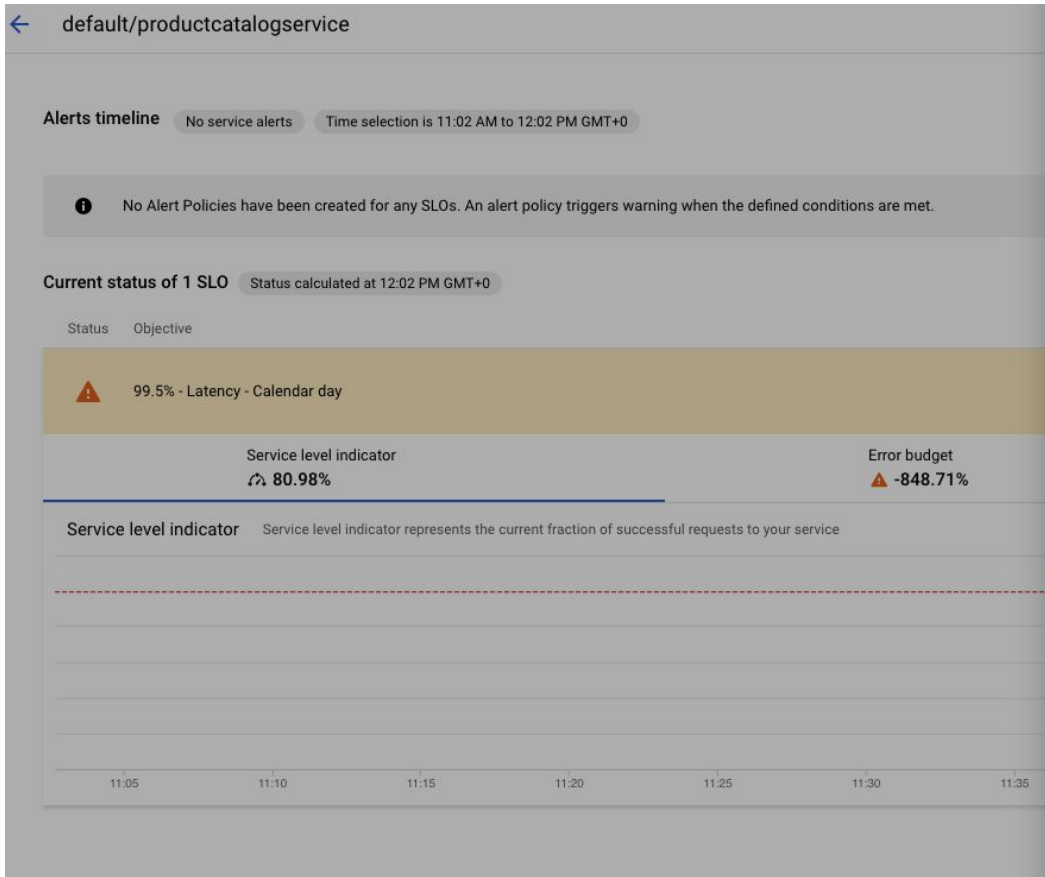 default/productcatalogservice
Alerts timeline No service alerts Time selection is 11:02 AM to 12:02 PM GMT+0
No Alert Policies have been created for any SLOs. An alert policy triggers warning when the defined conditions are met.
Current status of 1 SLO Status calculated at 12:02 PM GMT+0
Status Objective
99.5% - Latency - Calendar day
Service level indicator Error budget
80.98% -848.71%
Service level indicator Service level indicator represents the current fraction of successful requests to your service
11:05 11:10 11:15 11:20 11:25 11:30 11:35